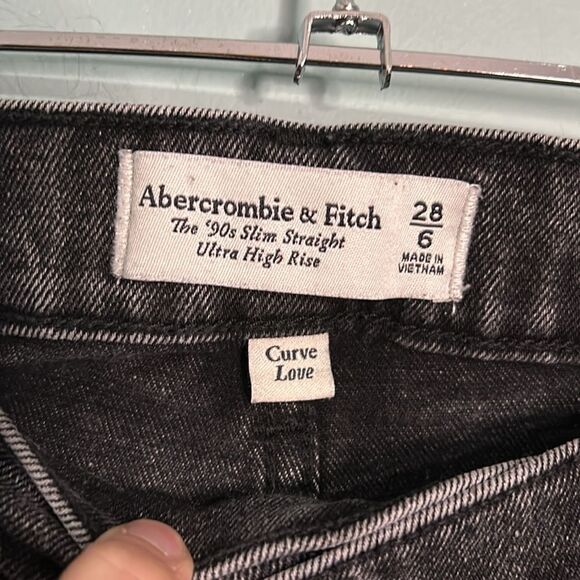 Abercrombie & Fitch
The '90s Slim Straight
Ultra High Rise
28
6
MADE IN
VIETNAM
Curve
Love